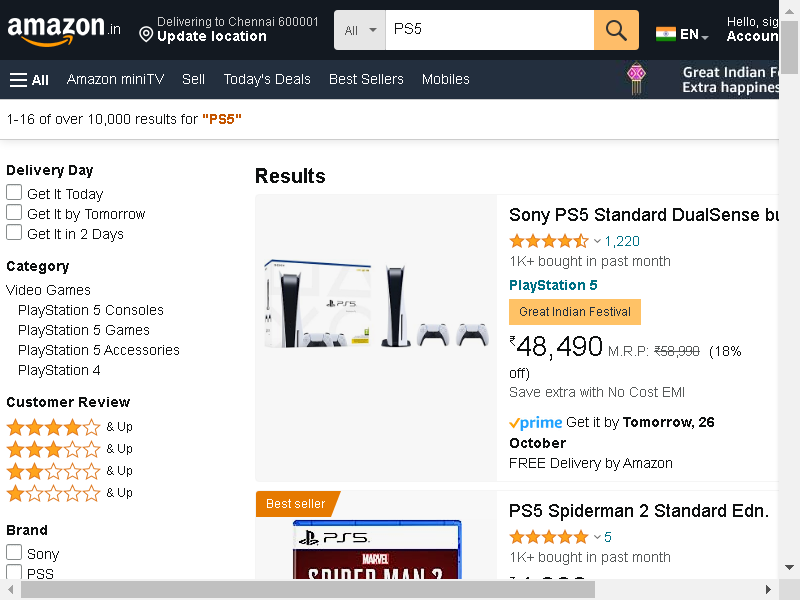 amazon.in
Delivering to Chennai 600001
Update location
All
PS5
EN
Hello, sig
Accoun
All
Amazon miniTV
Sell
Today's Deals
Best Sellers
Mobiles
Great Indian F
Extra happines
1-16 of over 10,000 results for "PS5"
Delivery Day
Get It Today
Get It by Tomorrow
Get It in 2 Days
Category
Video Games
PlayStation 5 Consoles
PlayStation 5 Games
PlayStation 5 Accessories
PlayStation 4
Customer Review
& Up
& Up
& Up
& Up
Brand
Sony
PSS
Results
PS5
Sony PS5 Standard DualSense bu
1,220
1K+ bought in past month
PlayStation 5
Great Indian Festival
₹48,490 M.R.P: ₹58,990 (18%
off)
Save extra with No Cost EMI
prime Get it by Tomorrow, 26
October
FREE Delivery by Amazon
Best seller
PS5
MARVEL
SPIDER-MAN 2
PS5 Spiderman 2 Standard Edn.
5
1K+ bought in past month